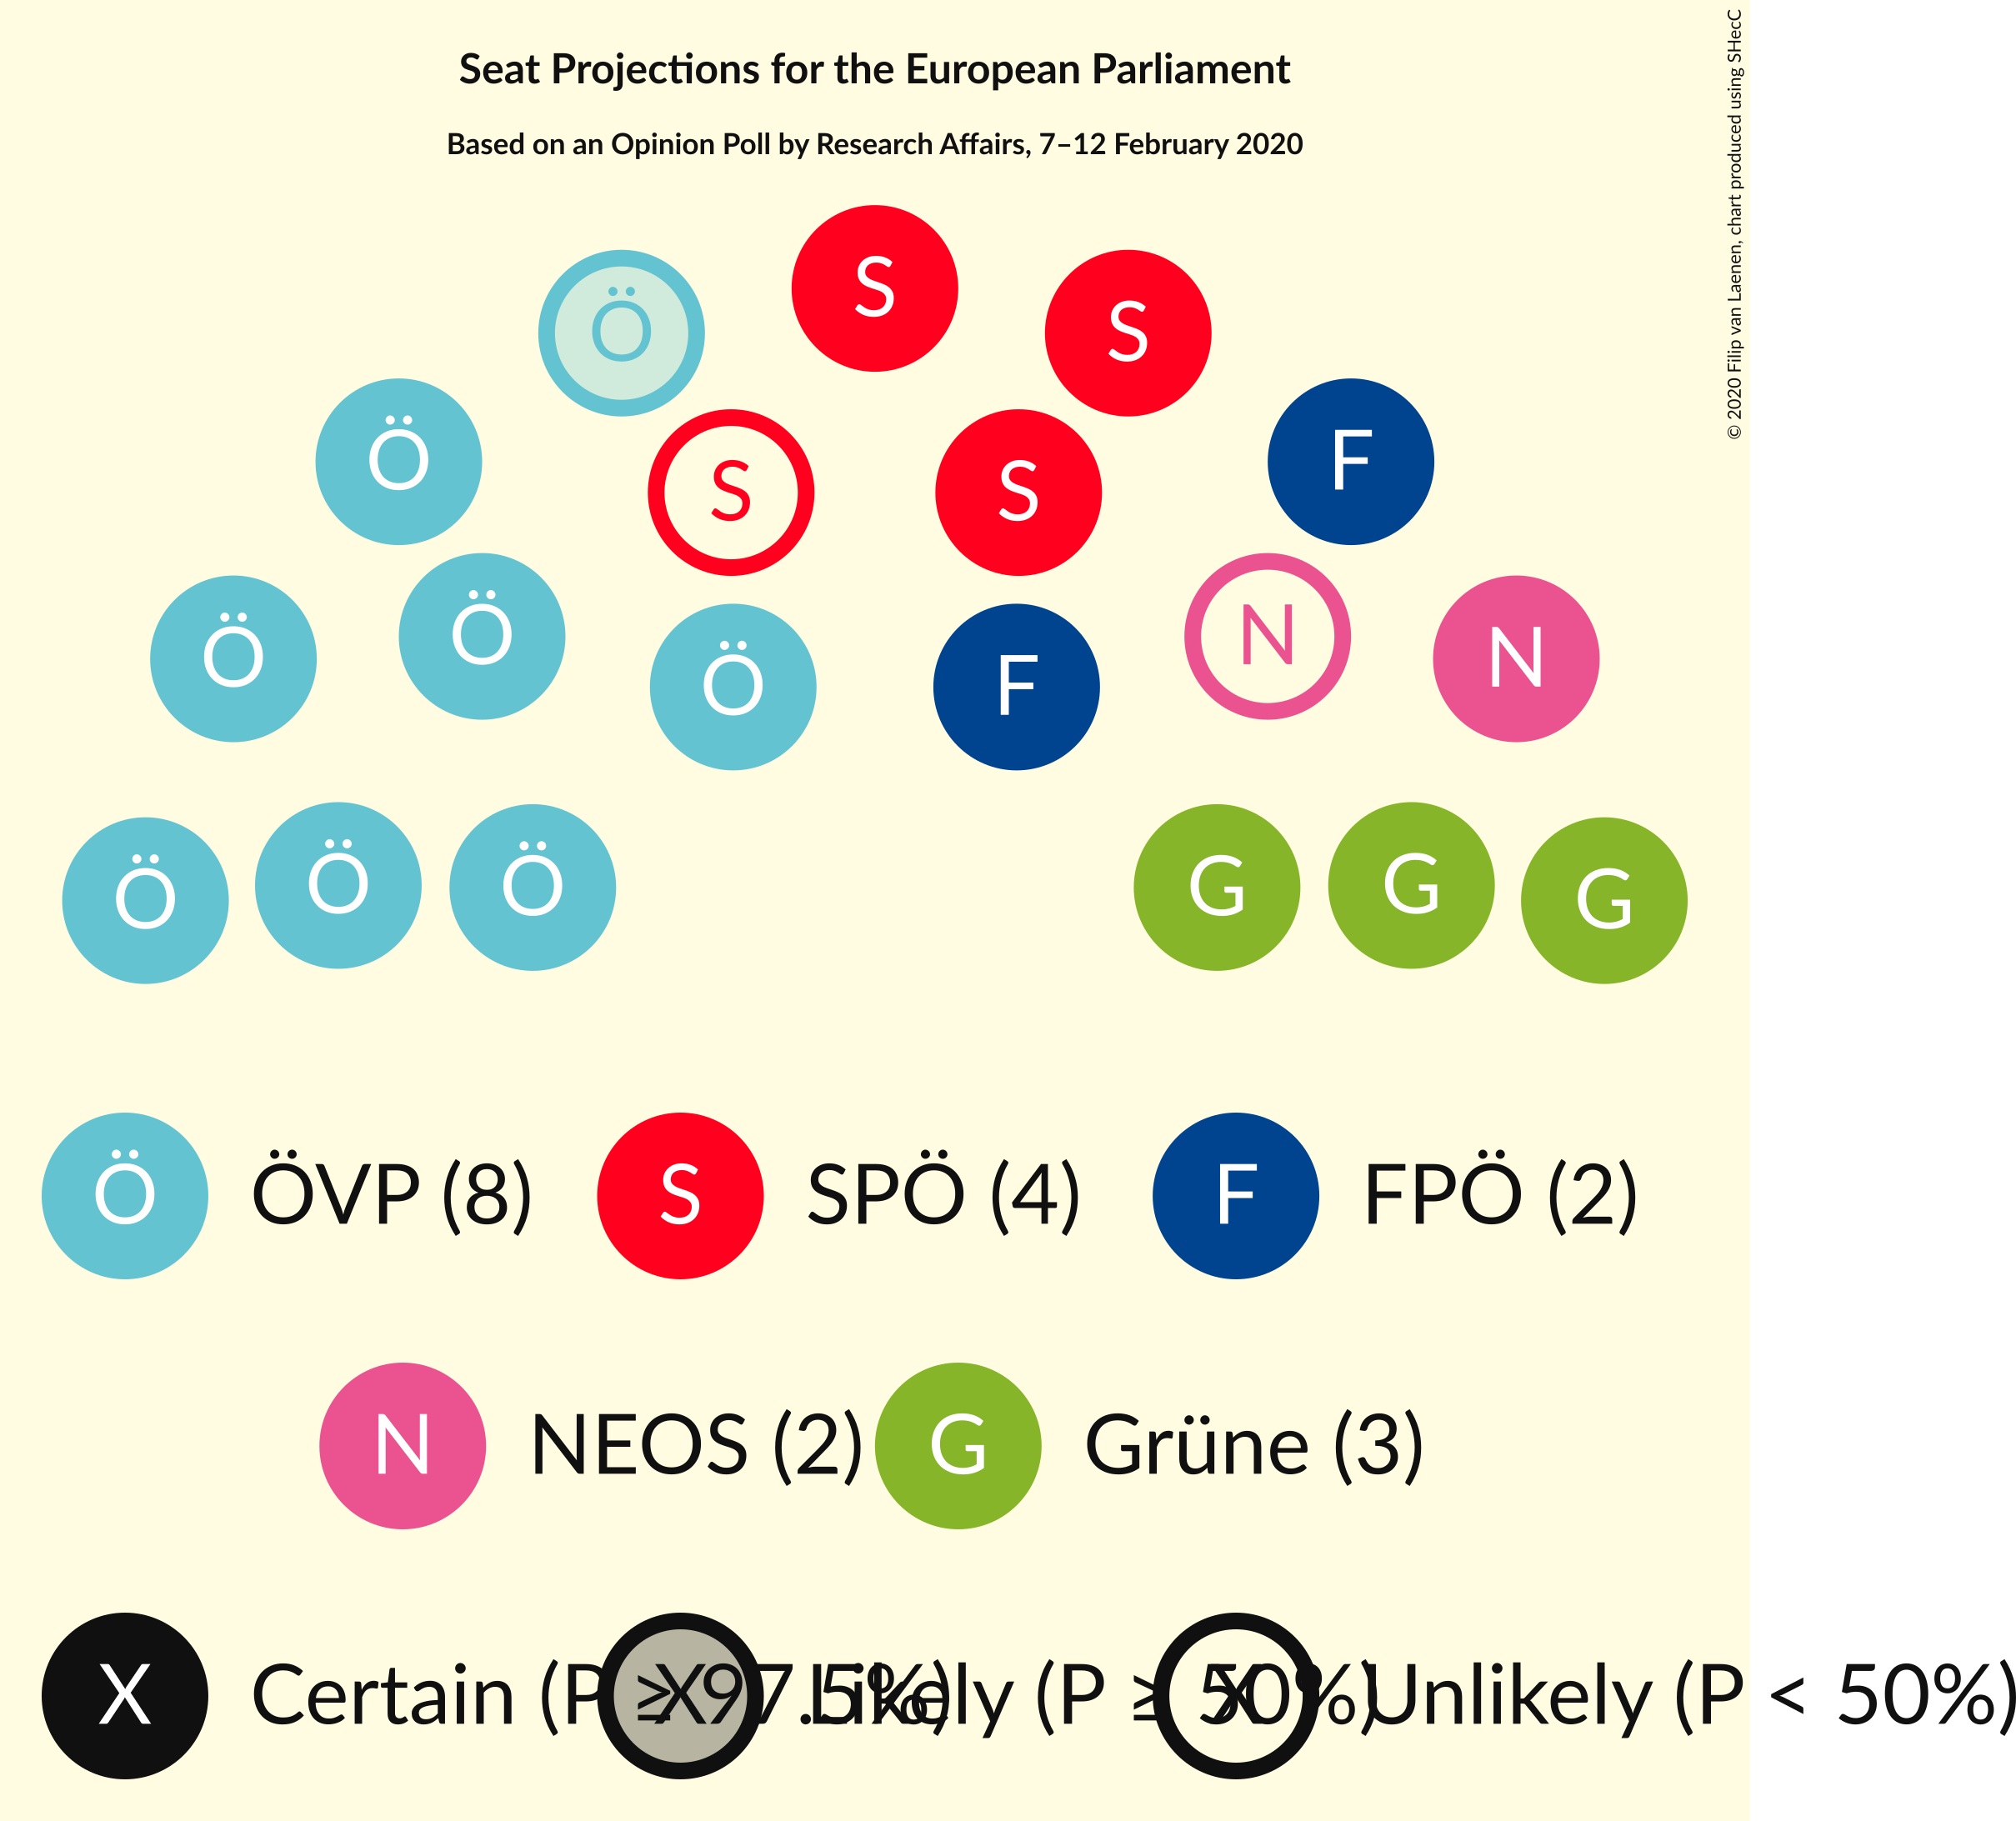 Seat Projections for the European Parliament
Based on an Opinion Poll by Research Affairs, 7–12 February 2020
© 2020 Filip van Laenen, chart produced using SHecC
S
Ö S
Ö F
S S
Ö Ö N N
Ö F
Ö Ö Ö G G G
Ö ÖVP (8) S SPÖ (4) F FPÖ (2)
N NEOS (2) G Grüne (3)
X Certain (P ≥ 97.5%) X Likely (P ≥ 50%) X Unlikely (P < 50%)